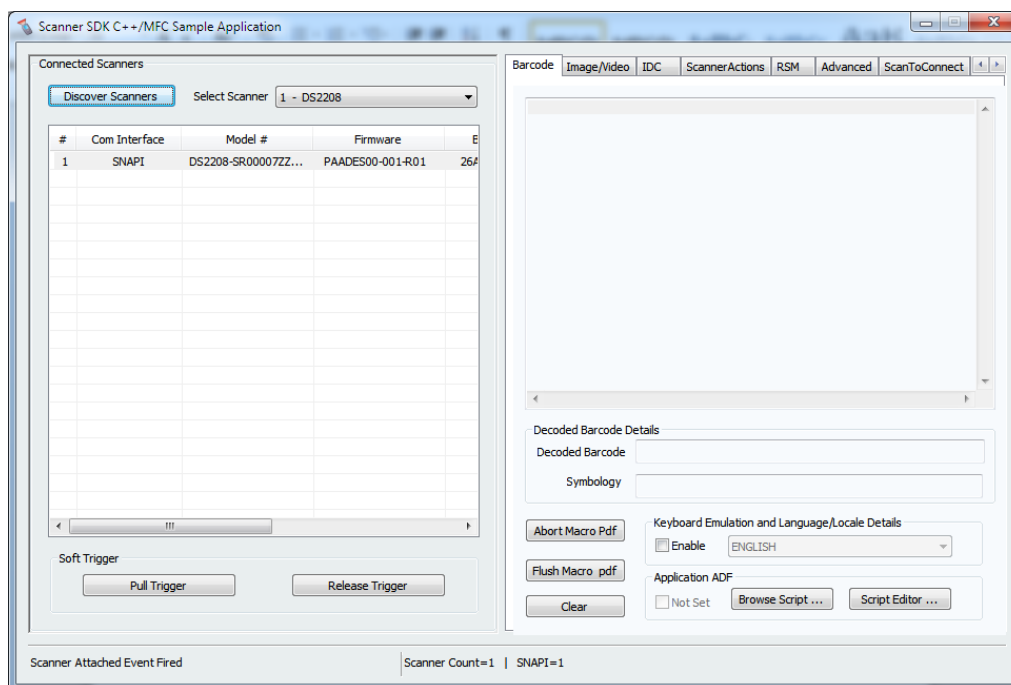 Scanner SDK C++/MFC Sample Application
Connected Scanners
Discover Scanners Select Scanner 1 - DS2208
# Com Interface Model # Firmware
1 SNAPI DS2208-SR00007ZZ... PAADES00-001-R01 26A
Soft Trigger
Pull Trigger Release Trigger
Barcode Image/Video IDC ScannerActions RSM Advanced ScanToConnect
Decoded Barcode Details
Decoded Barcode
Symbology
Abort Macro Pdf
Flush Macro pdf
Clear
Keyboard Emulation and Language/Locale Details
Enable ENGLISH
Application ADF
Not Set Browse Script ... Script Editor ...
Scanner Attached Event Fired Scanner Count=1 | SNAPI=1